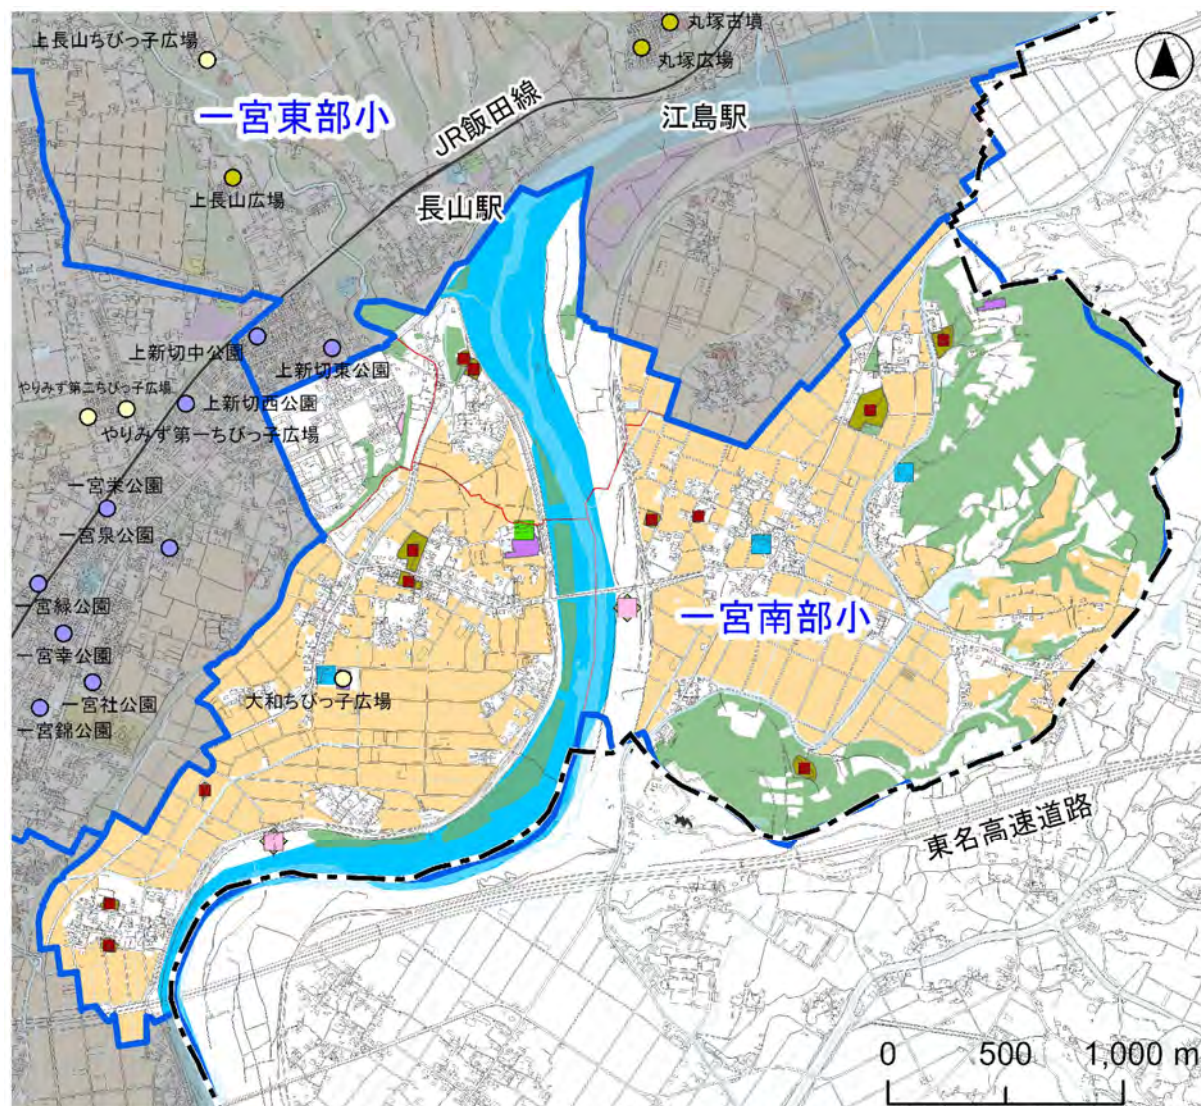 丸塚古墳
上長山ちびっ子広場
丸塚広場
一宮東部小
JR飯田線
江島駅
上長山広場
長山駅
上新切中公園
上新切東公園
やりみず第二ちびっ子広場
上新切西公園
やりみず第一ちびっ子広場
一宮栄公園
一宮泉公園
一宮緑公園
一宮南部小
一宮幸公園
大和ちびっ子広場
一宮社公園
一宮錦公園
東名高速道路
0 500 1,000 m